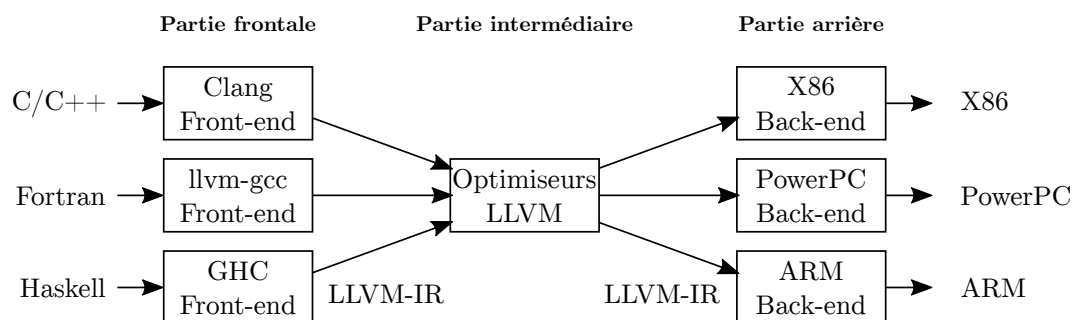 Partie frontale
Partie intermédiaire
Partie arrière
C/C++
Clang
Front-end
X86
Back-end
X86
Fortran
llvm-gcc
Front-end
Optimiseurs
LLVM
PowerPC
Back-end
PowerPC
Haskell
GHC
Front-end
LLVM-IR
LLVM-IR
ARM
Back-end
ARM